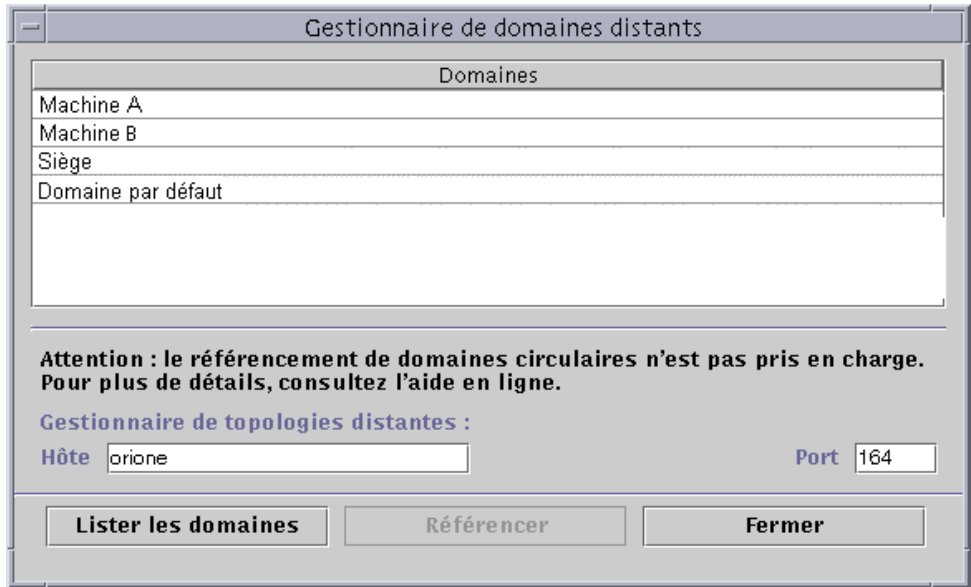 Gestionnaire de domaines distants
Domaines
Machine A
Machine B
Siège
Domaine par défaut
Attention : le référencement de domaines circulaires n'est pas pris en charge.
Pour plus de détails, consultez l'aide en ligne.
Gestionnaire de topologies distantes :
Hôte orione Port 164
Lister les domaines Référencer Fermer